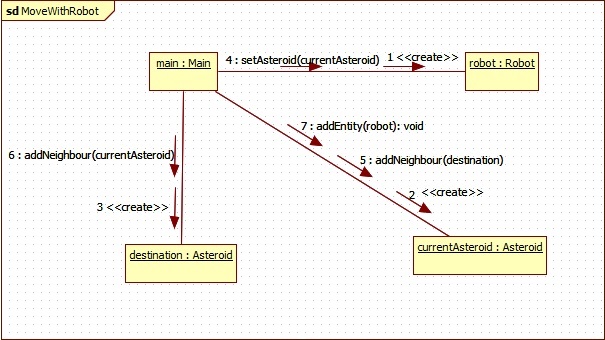 sd MoveWithRobot
main : Main
4 : setAsteroid(currentAsteroid)
1 <<create>>
robot : Robot
7 : addEntity(robot): void
6 : addNeighbour(currentAsteroid)
5 : addNeighbour(destination)
2 <<create>>
3 <<create>>
destination : Asteroid
currentAsteroid : Asteroid